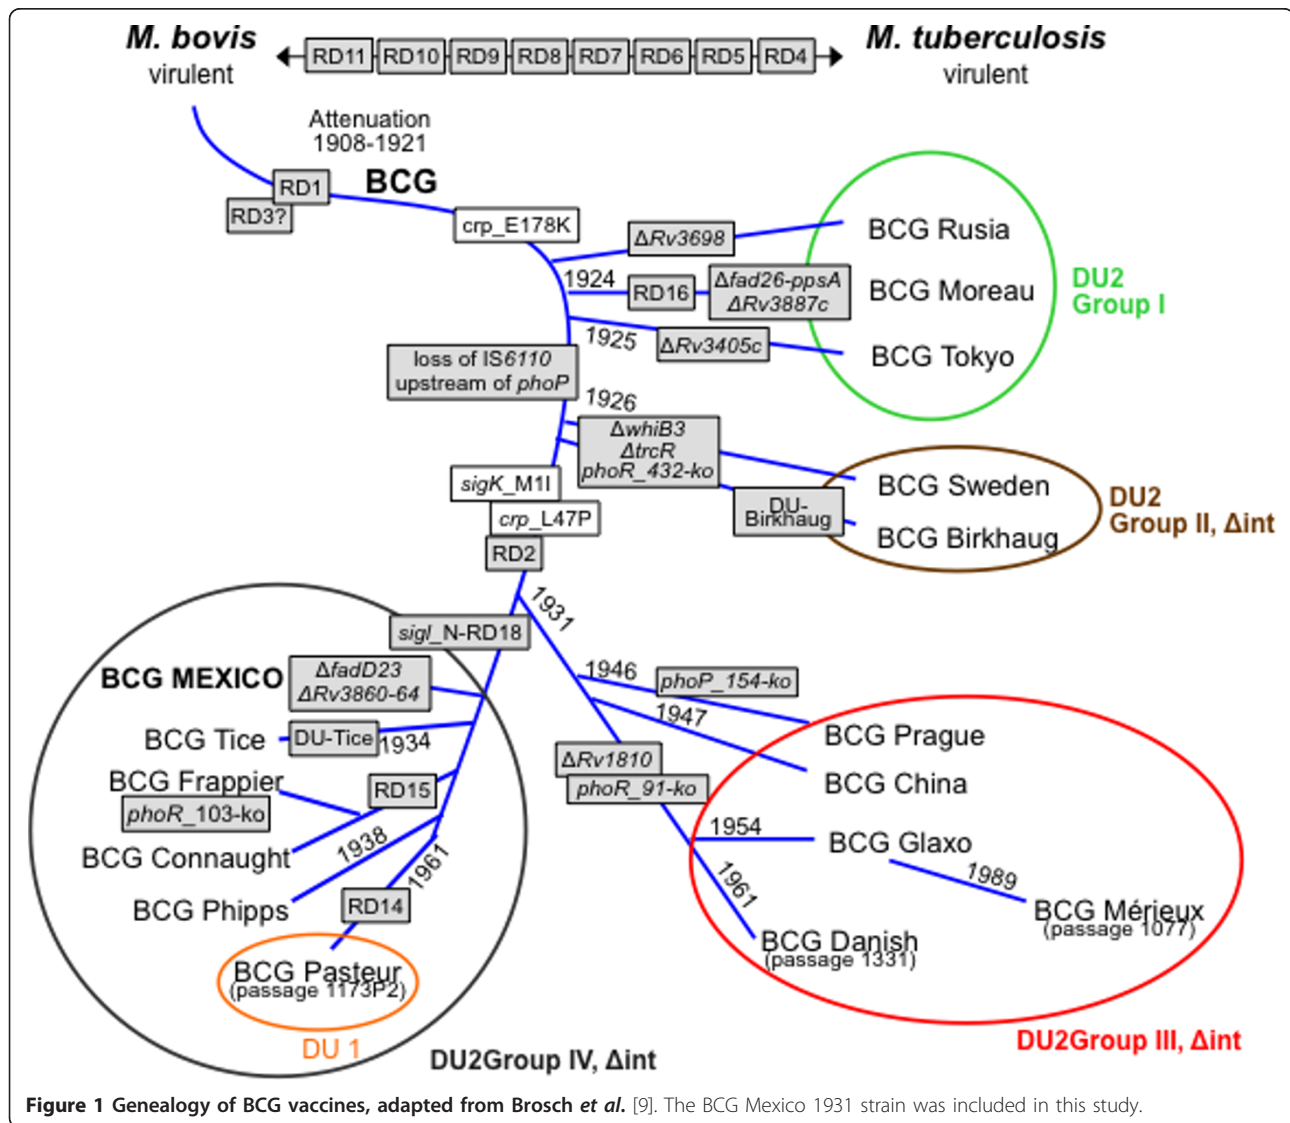 M. bovis
virulent
RD11 RD10 RD9 RD8 RD7 RD6 RD5 RD4
M. tuberculosis
virulent
Attenuation
1908-1921
RD1
RD3?
BCG
crp_E178K
ΔRv3698
BCG Rusia
1924
RD16
Δfad26-ppsA
ΔRv3887c
BCG Moreau
DU2
Group I
1925
ΔRv3405c
BCG Tokyo
loss of IS6110
upstream of phoP
1926
ΔwhiB3
ΔtrcR
phoR_432-ko
BCG Sweden
DU-
Birkhaug
BCG Birkhaug
DU2
Group II, Δint
sigK_M1I
crp_L47P
RD2
1931
sigI_N-RD18
BCG MEXICO
ΔfadD23
ΔRv3860-64
BCG Tice
DU-Tice
1934
BCG Frappier
phoR_103-ko
RD15
BCG Connaught
1938
BCG Phipps
1961
RD14
BCG Pasteur
(passage 1173P2)
DU 1
DU2Group IV, Δint
1946
phoP_154-ko
1947
BCG Prague
BCG China
ΔRv1810
phoR_91-ko
1954
BCG Glaxo
1989
BCG Mérieux
(passage 1077)
1961
BCG Danish
(passage 1331)
DU2Group III, Δint
Figure 1 Genealogy of BCG vaccines, adapted from Brosch et al. [9]. The BCG Mexico 1931 strain was included in this study.